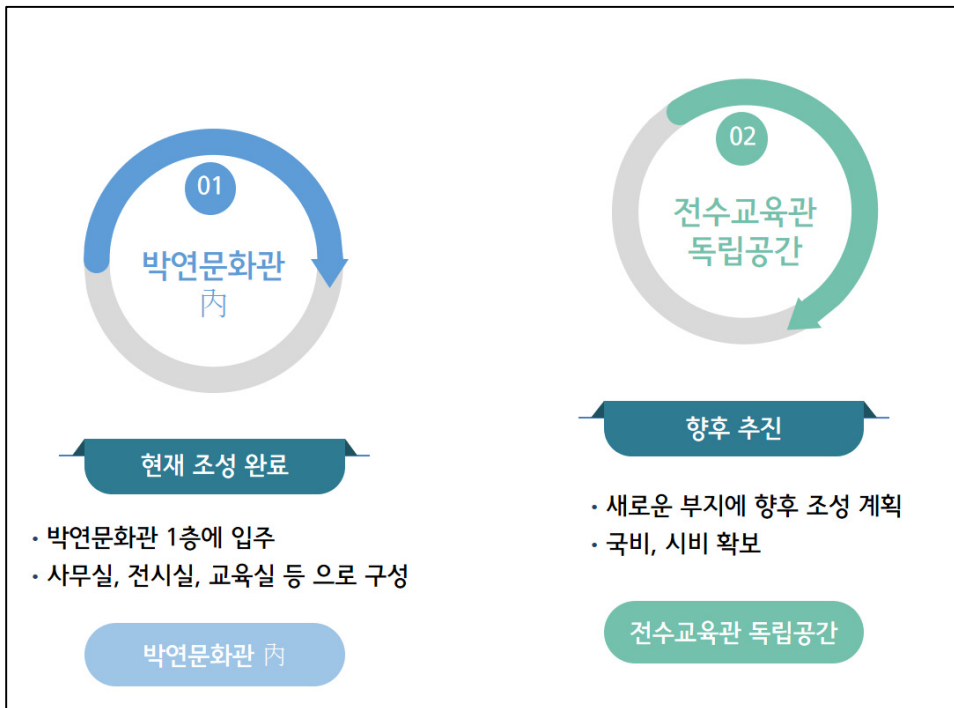 01
박연문화관
內
현재 조성 완료
• 박연문화관 1층에 입주
• 사무실, 전시실, 교육실 등 으로 구성
박연문화관 內
02
전수교육관
독립공간
향후 추진
• 새로운 부지에 향후 조성 계획
• 국비, 시비 확보
전수교육관 독립공간